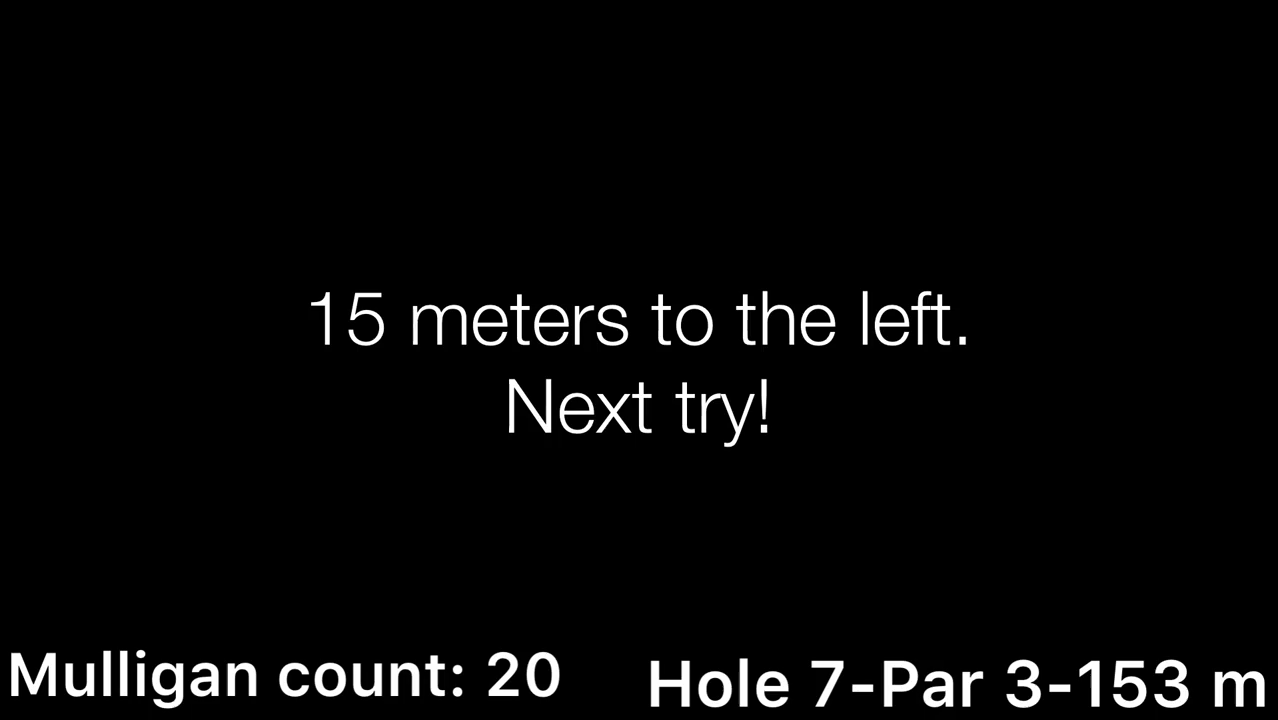 15 meters to the left.
Next try!
Mulligan count: 20
Hole 7-Par 3-153 m